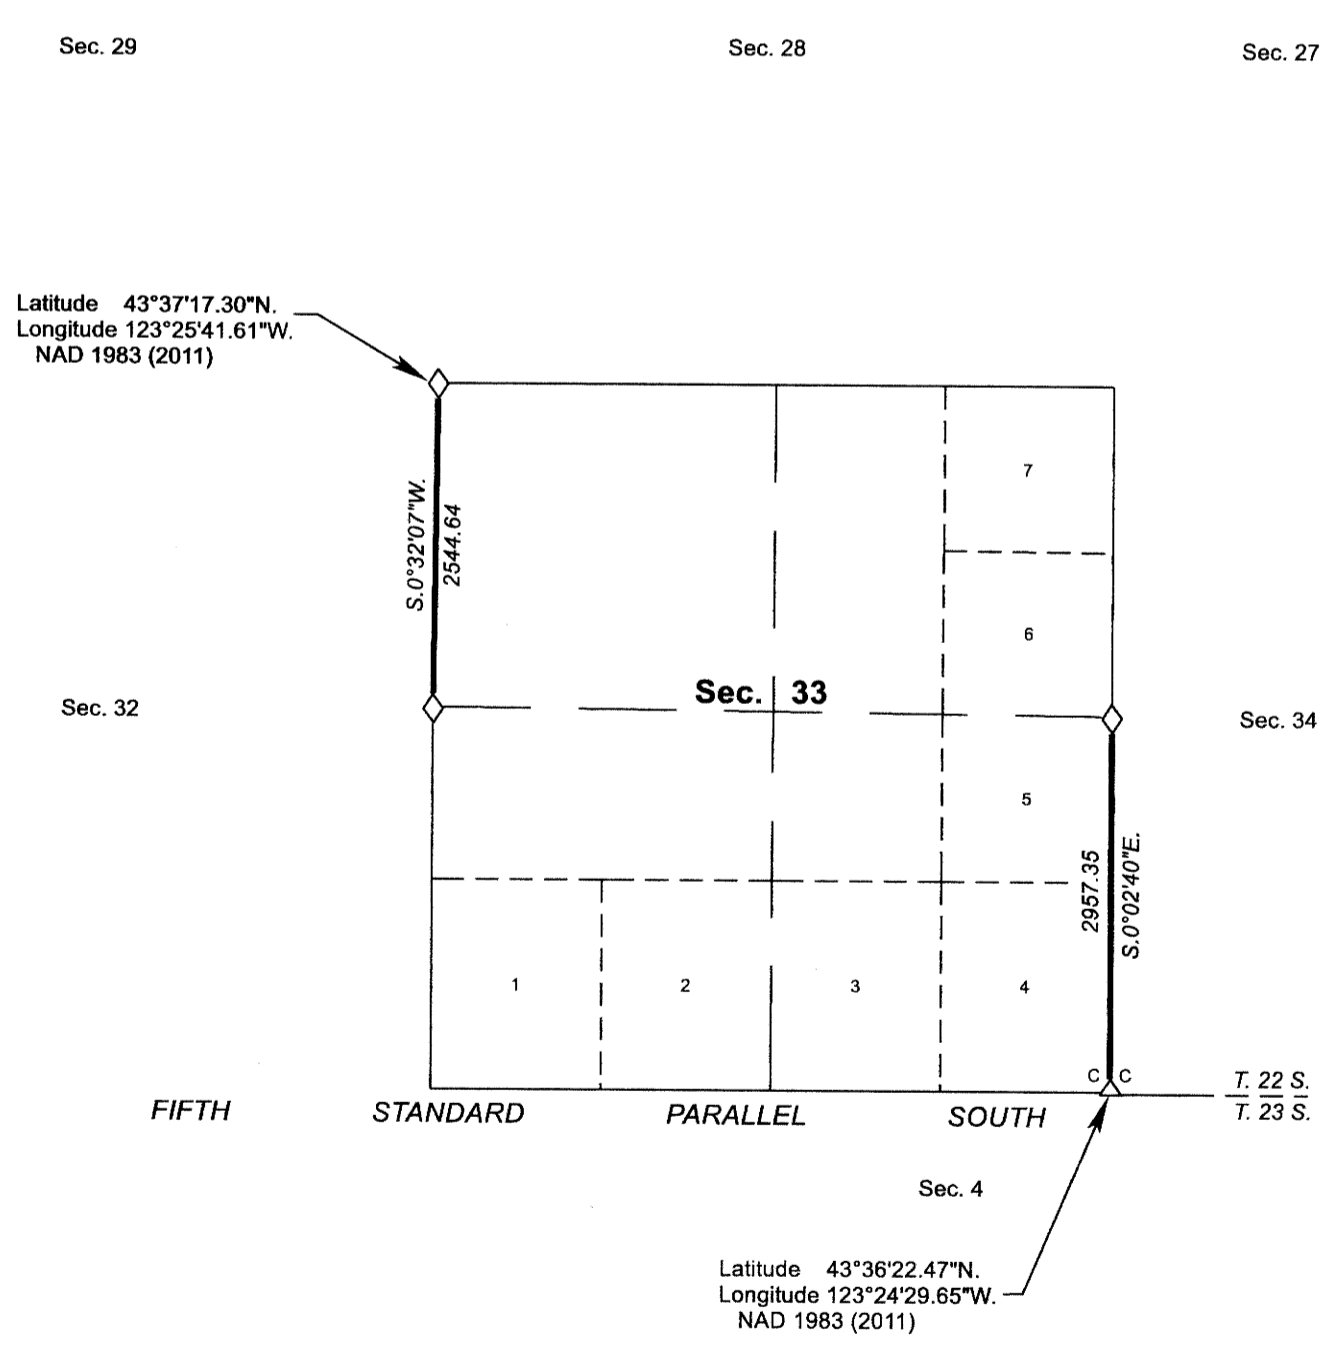 Sec. 29
Sec. 28
Sec. 27
Latitude 43°37'17.30"N.
Longitude 123°25'41.61"W.
NAD 1983 (2011)
S.0°32'07"W.
2544.64
7
6
Sec. 32
Sec. 33
Sec. 34
5
2957.35
S.0°02'40"E.
1
2
3
4
C C
T. 22 S.
T. 23 S.
FIFTH STANDARD PARALLEL SOUTH
Sec. 4
Latitude 43°36'22.47"N.
Longitude 123°24'29.65"W.
NAD 1983 (2011)